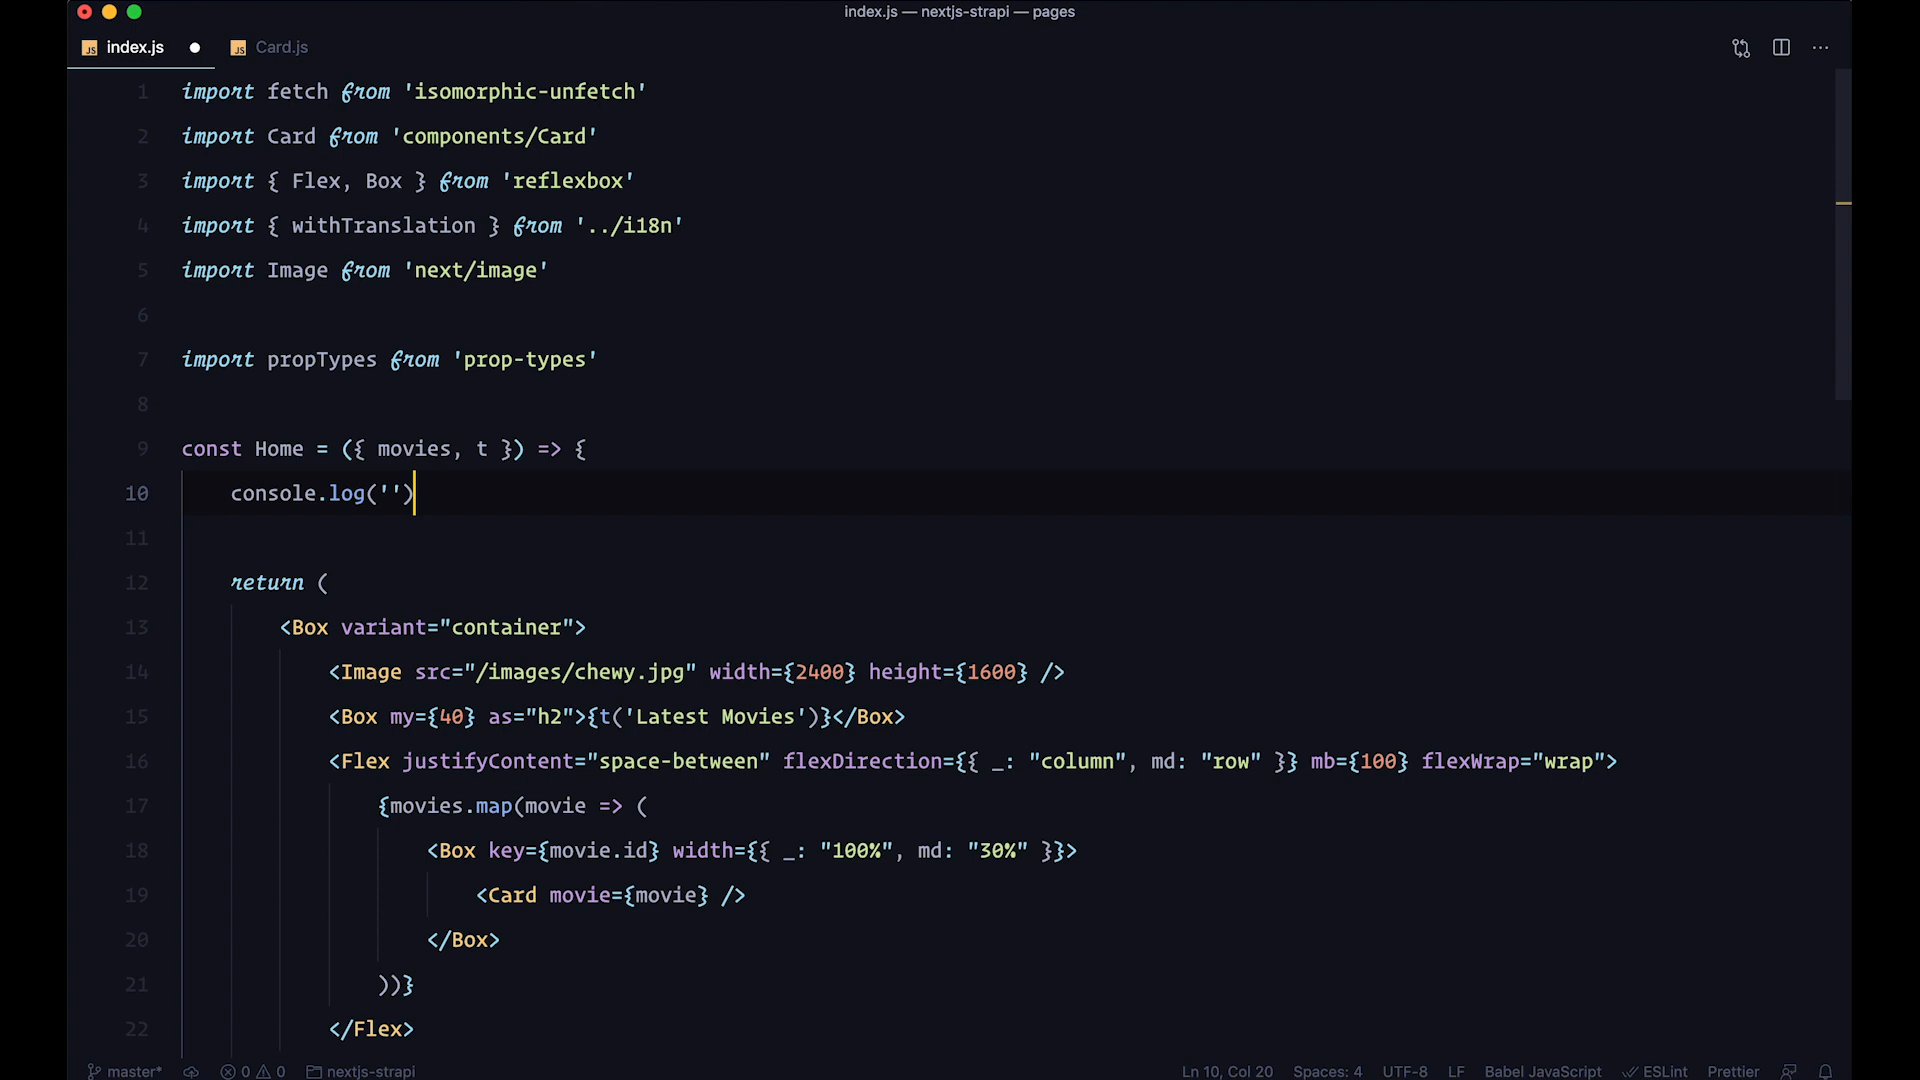 index.js — nextjs-strapi — pages
JS index.js JS Card.js
1 import fetch from 'isomorphic-unfetch'
2 import Card from 'components/Card'
3 import { Flex, Box } from 'reflexbox'
4 import { withTranslation } from '../i18n'
5 import Image from 'next/image'
6
7 import propTypes from 'prop-types'
8
9 const Home = ({ movies, t }) => {
10 console.log('')
11
12 return (
13 <Box variant="container">
14 <Image src="/images/chewy.jpg" width={2400} height={1600} />
15 <Box my={40} as="h2">{t('Latest Movies')}</Box>
16 <Flex justifyContent="space-between" flexDirection={{ _: "column", md: "row" }} mb={100} flexWrap="wrap">
17 {movies.map(movie => (
18 <Box key={movie.id} width={{ _: "100%", md: "30%" }}>
19 <Card movie={movie} />
20 </Box>
21 ))}
22 </Flex>
master* 0 0 nextjs-strapi Ln 10, Col 20 Spaces: 4 UTF-8 LF Babel JavaScript ESLint Prettier